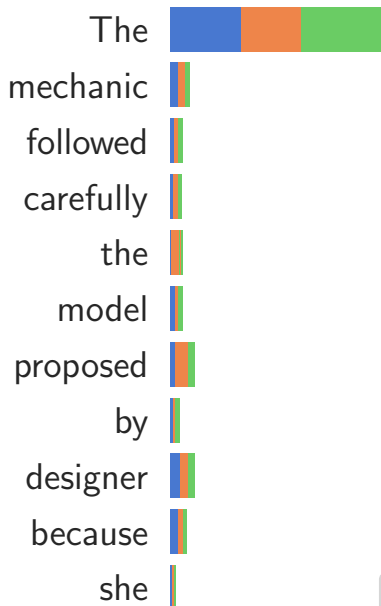 The
mechanic
followed
carefully
the
model
proposed
by
designer
because
she